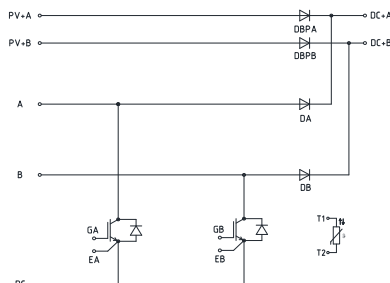 PV+A DC+A
DBPA
PV+B DC+B
DBPB
A
DA
B
DB
GA GB T1
EA EB T2